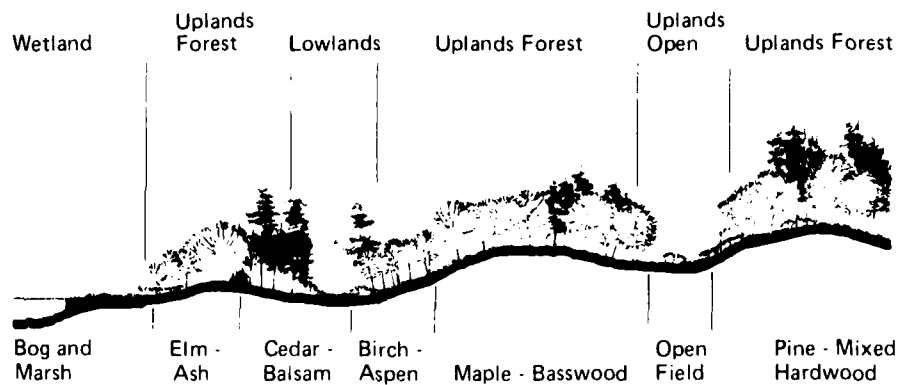 Wetland
Uplands
Forest
Lowlands
Uplands Forest
Uplands
Open
Uplands Forest
Bog and
Marsh
Elm -
Ash
Cedar -
Balsam
Birch -
Aspen
Maple - Basswood
Open
Field
Pine - Mixed
Hardwood